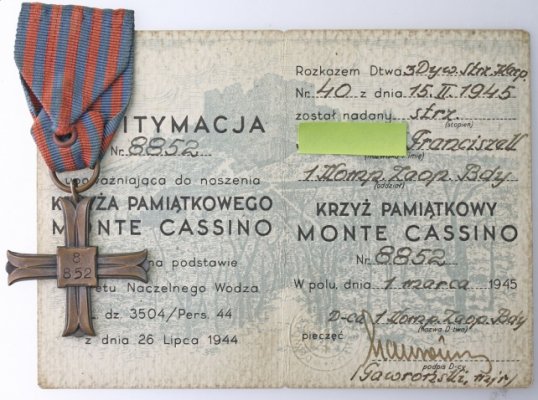 ITYMACJA
Nr. 8852
upoważniająca do noszenia
KRZYŻA PAMIĄTKOWEGO
MONTE CASSINO
na podstawie
retu Naczelnego Wodza
L. dz. 3504/Pers. 44
z dnia 26 Lipca 1944
8
852
Rozkazem Dtwa 3 Dyw. Strz. Karp.
Nr 40 z dnia 15.II.1945
został nadany strz.
(stopień)
Franciszek
(nazwisko i imię)
1 Komp. Zaop. Bdy
(oddział)
KRZYŻ PAMIĄTKOWY
MONTE CASSINO
Nr 8852
W polu, dnia 1 marca 1945
D-ca 1 Komp. Zaop. Bdy
(nazwa D-twa)
pieczęć
podpis D-cy